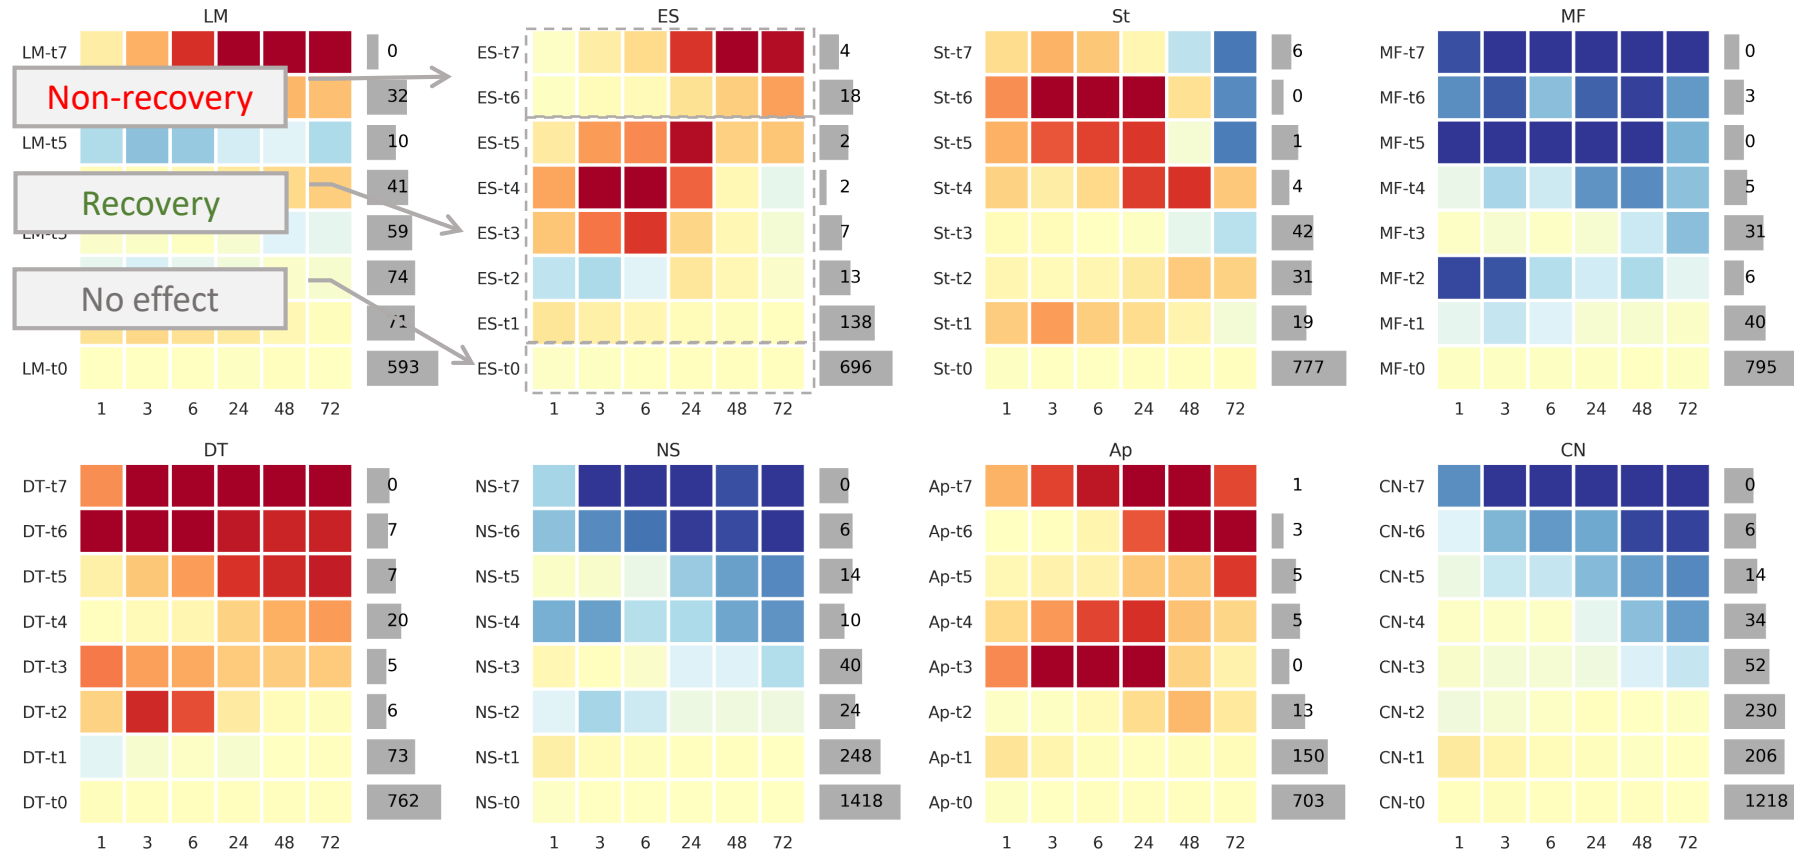 LM
LM-t7 0
Non-recovery 32
LM-t5 10
Recovery 41
59
74
No effect 71
LM-t0 593
1 3 6 24 48 72
ES
ES-t7 4
ES-t6 18
ES-t5 2
ES-t4 2
ES-t3 7
ES-t2 13
ES-t1 138
ES-t0 696
1 3 6 24 48 72
St
St-t7 6
St-t6 0
St-t5 1
St-t4 4
St-t3 42
St-t2 31
St-t1 19
St-t0 777
1 3 6 24 48 72
MF
MF-t7 0
MF-t6 3
MF-t5 0
MF-t4 5
MF-t3 31
MF-t2 6
MF-t1 40
MF-t0 795
1 3 6 24 48 72
DT
DT-t7 0
DT-t6 7
DT-t5 7
DT-t4 20
DT-t3 5
DT-t2 6
DT-t1 73
DT-t0 762
1 3 6 24 48 72
NS
NS-t7 0
NS-t6 6
NS-t5 14
NS-t4 10
NS-t3 40
NS-t2 24
NS-t1 248
NS-t0 1418
1 3 6 24 48 72
Ap
Ap-t7 1
Ap-t6 3
Ap-t5 5
Ap-t4 5
Ap-t3 0
Ap-t2 13
Ap-t1 150
Ap-t0 703
1 3 6 24 48 72
CN
CN-t7 0
CN-t6 6
CN-t5 14
CN-t4 34
CN-t3 52
CN-t2 230
CN-t1 206
CN-t0 1218
1 3 6 24 48 72